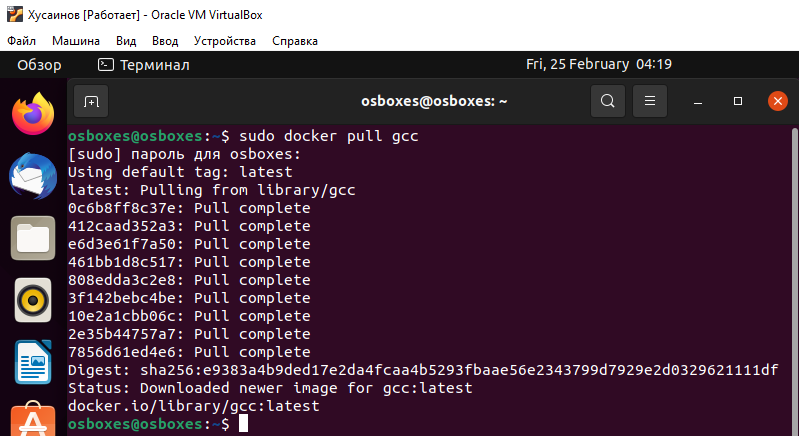 Хусаинов [Работает] - Oracle VM VirtualBox
Файл Машина Вид Ввод Устройства Справка
Обзор Терминал Fri, 25 February 04:19
osboxes@osboxes: ~
osboxes@osboxes:~$ sudo docker pull gcc
[sudo] пароль для osboxes:
Using default tag: latest
latest: Pulling from library/gcc
0c6b8ff8c37e: Pull complete
412caad352a3: Pull complete
e6d3e61f7a50: Pull complete
461bb1d8c517: Pull complete
808edda3c2e8: Pull complete
3f142bebc4be: Pull complete
10e2a1cbb06c: Pull complete
2e35b44757a7: Pull complete
7856d61ed4e6: Pull complete
Digest: sha256:e9383a4b9ded17e2da4fcaa4b5293fbaae56e2343799d7929e2d0329621111df
Status: Downloaded newer image for gcc:latest
docker.io/library/gcc:latest
osboxes@osboxes:~$